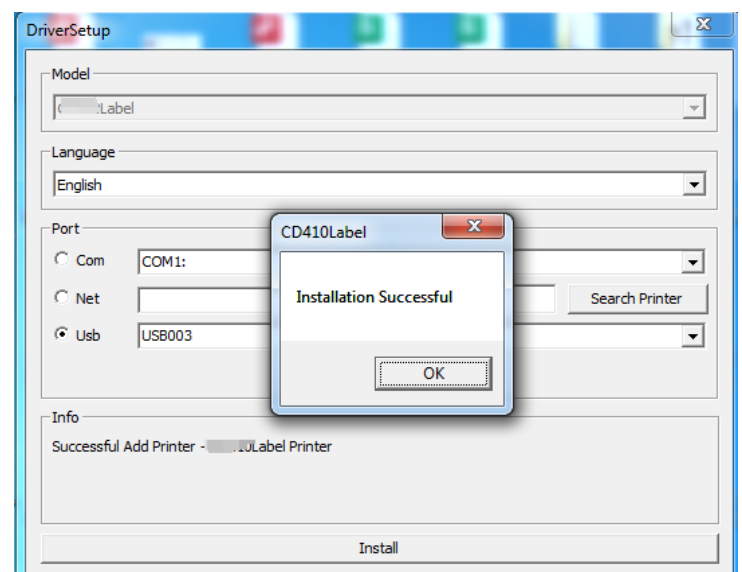 DriverSetup
Model
Label
Language
English
Port
Com COM1:
Net Search Printer
Usb USB003
CD410Label
Installation Successful
OK
Info
Successful Add Printer - Label Printer
Install